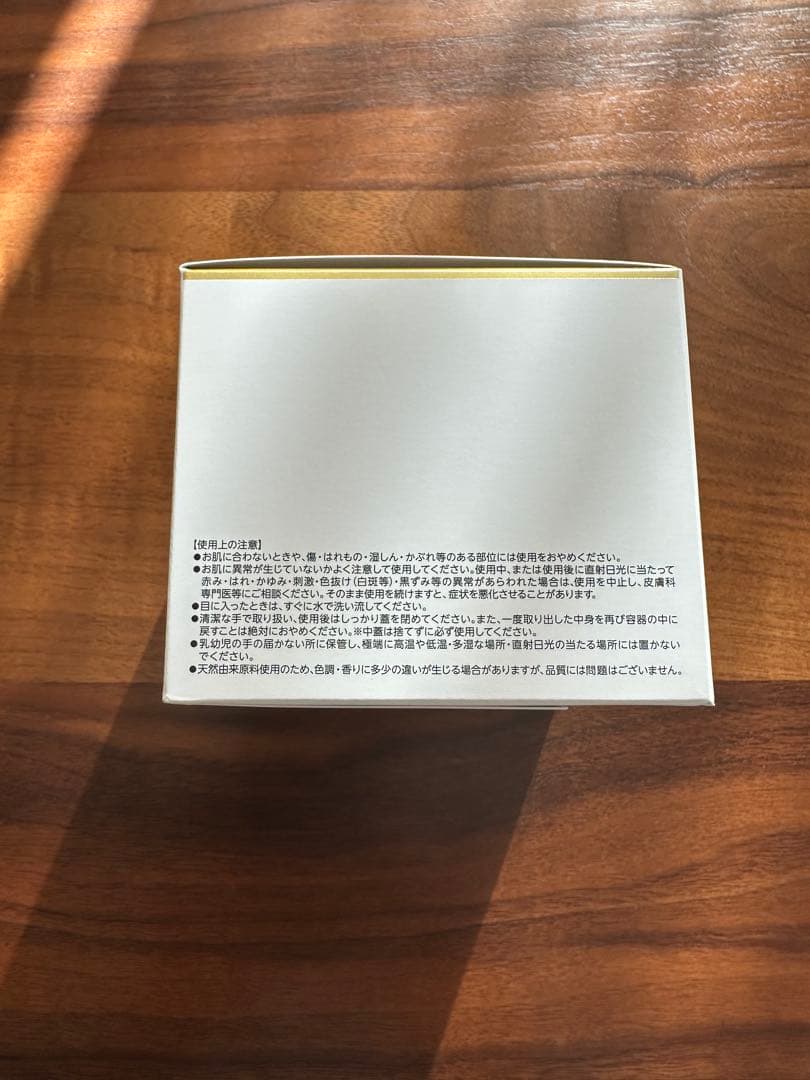 【使用上の注意】
●お肌に合わないときや、傷・はれもの・湿しん・かぶれ等のある部位には使用をおやめください。
●お肌に異常が生じていないかよく注意して使用してください。使用中、または使用後に直射日光に当たって
赤み・はれ・かゆみ・刺激・色抜け(白斑等)・黒ずみ等の異常があらわれた場合は、使用を中止し、皮膚科
専門医等にご相談ください。そのまま使用を続けますと、症状を悪化させることがあります。
●目に入ったときは、すぐに水で洗い流してください。
●清潔な手で取り扱い、使用後はしっかり蓋を閉めてください。また、一度取り出した中身を再び容器の中に
戻すことは絶対におやめください。※中蓋は捨てずに必ず使用してください。
●乳幼児の手の届かない所に保管し、極端に高温や低温・多湿な場所・直射日光の当たる場所には置かない
でください。
●天然由来原料使用のため、色調・香りに多少の違いが生じる場合がありますが、品質には問題はございません。